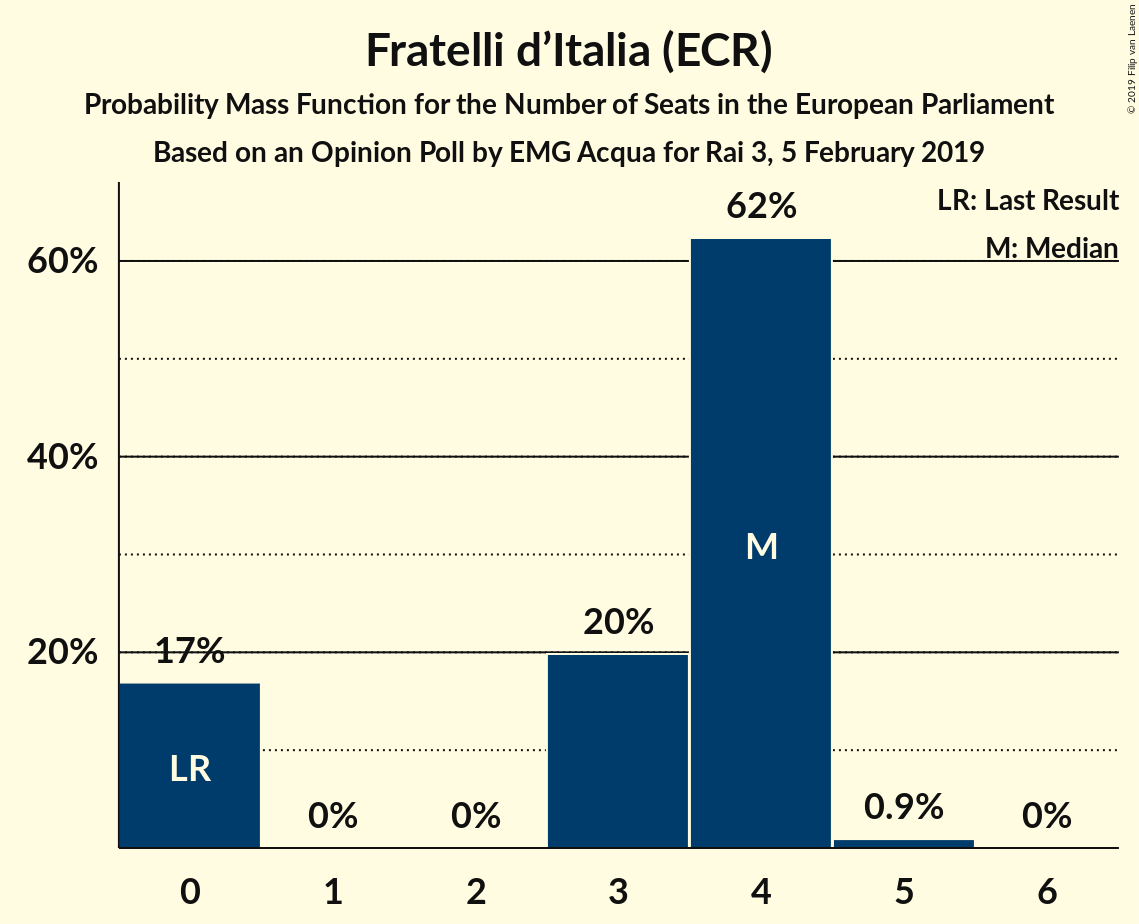 Fratelli d’Italia (ECR)
Probability Mass Function for the Number of Seats in the European Parliament
Based on an Opinion Poll by EMG Acqua for Rai 3, 5 February 2019
© 2019 Filip van Laenen
LR: Last Result
M: Median
60%
40%
20%
17%
0%
0%
20%
62%
0.9%
0%
LR
M
0 1 2 3 4 5 6